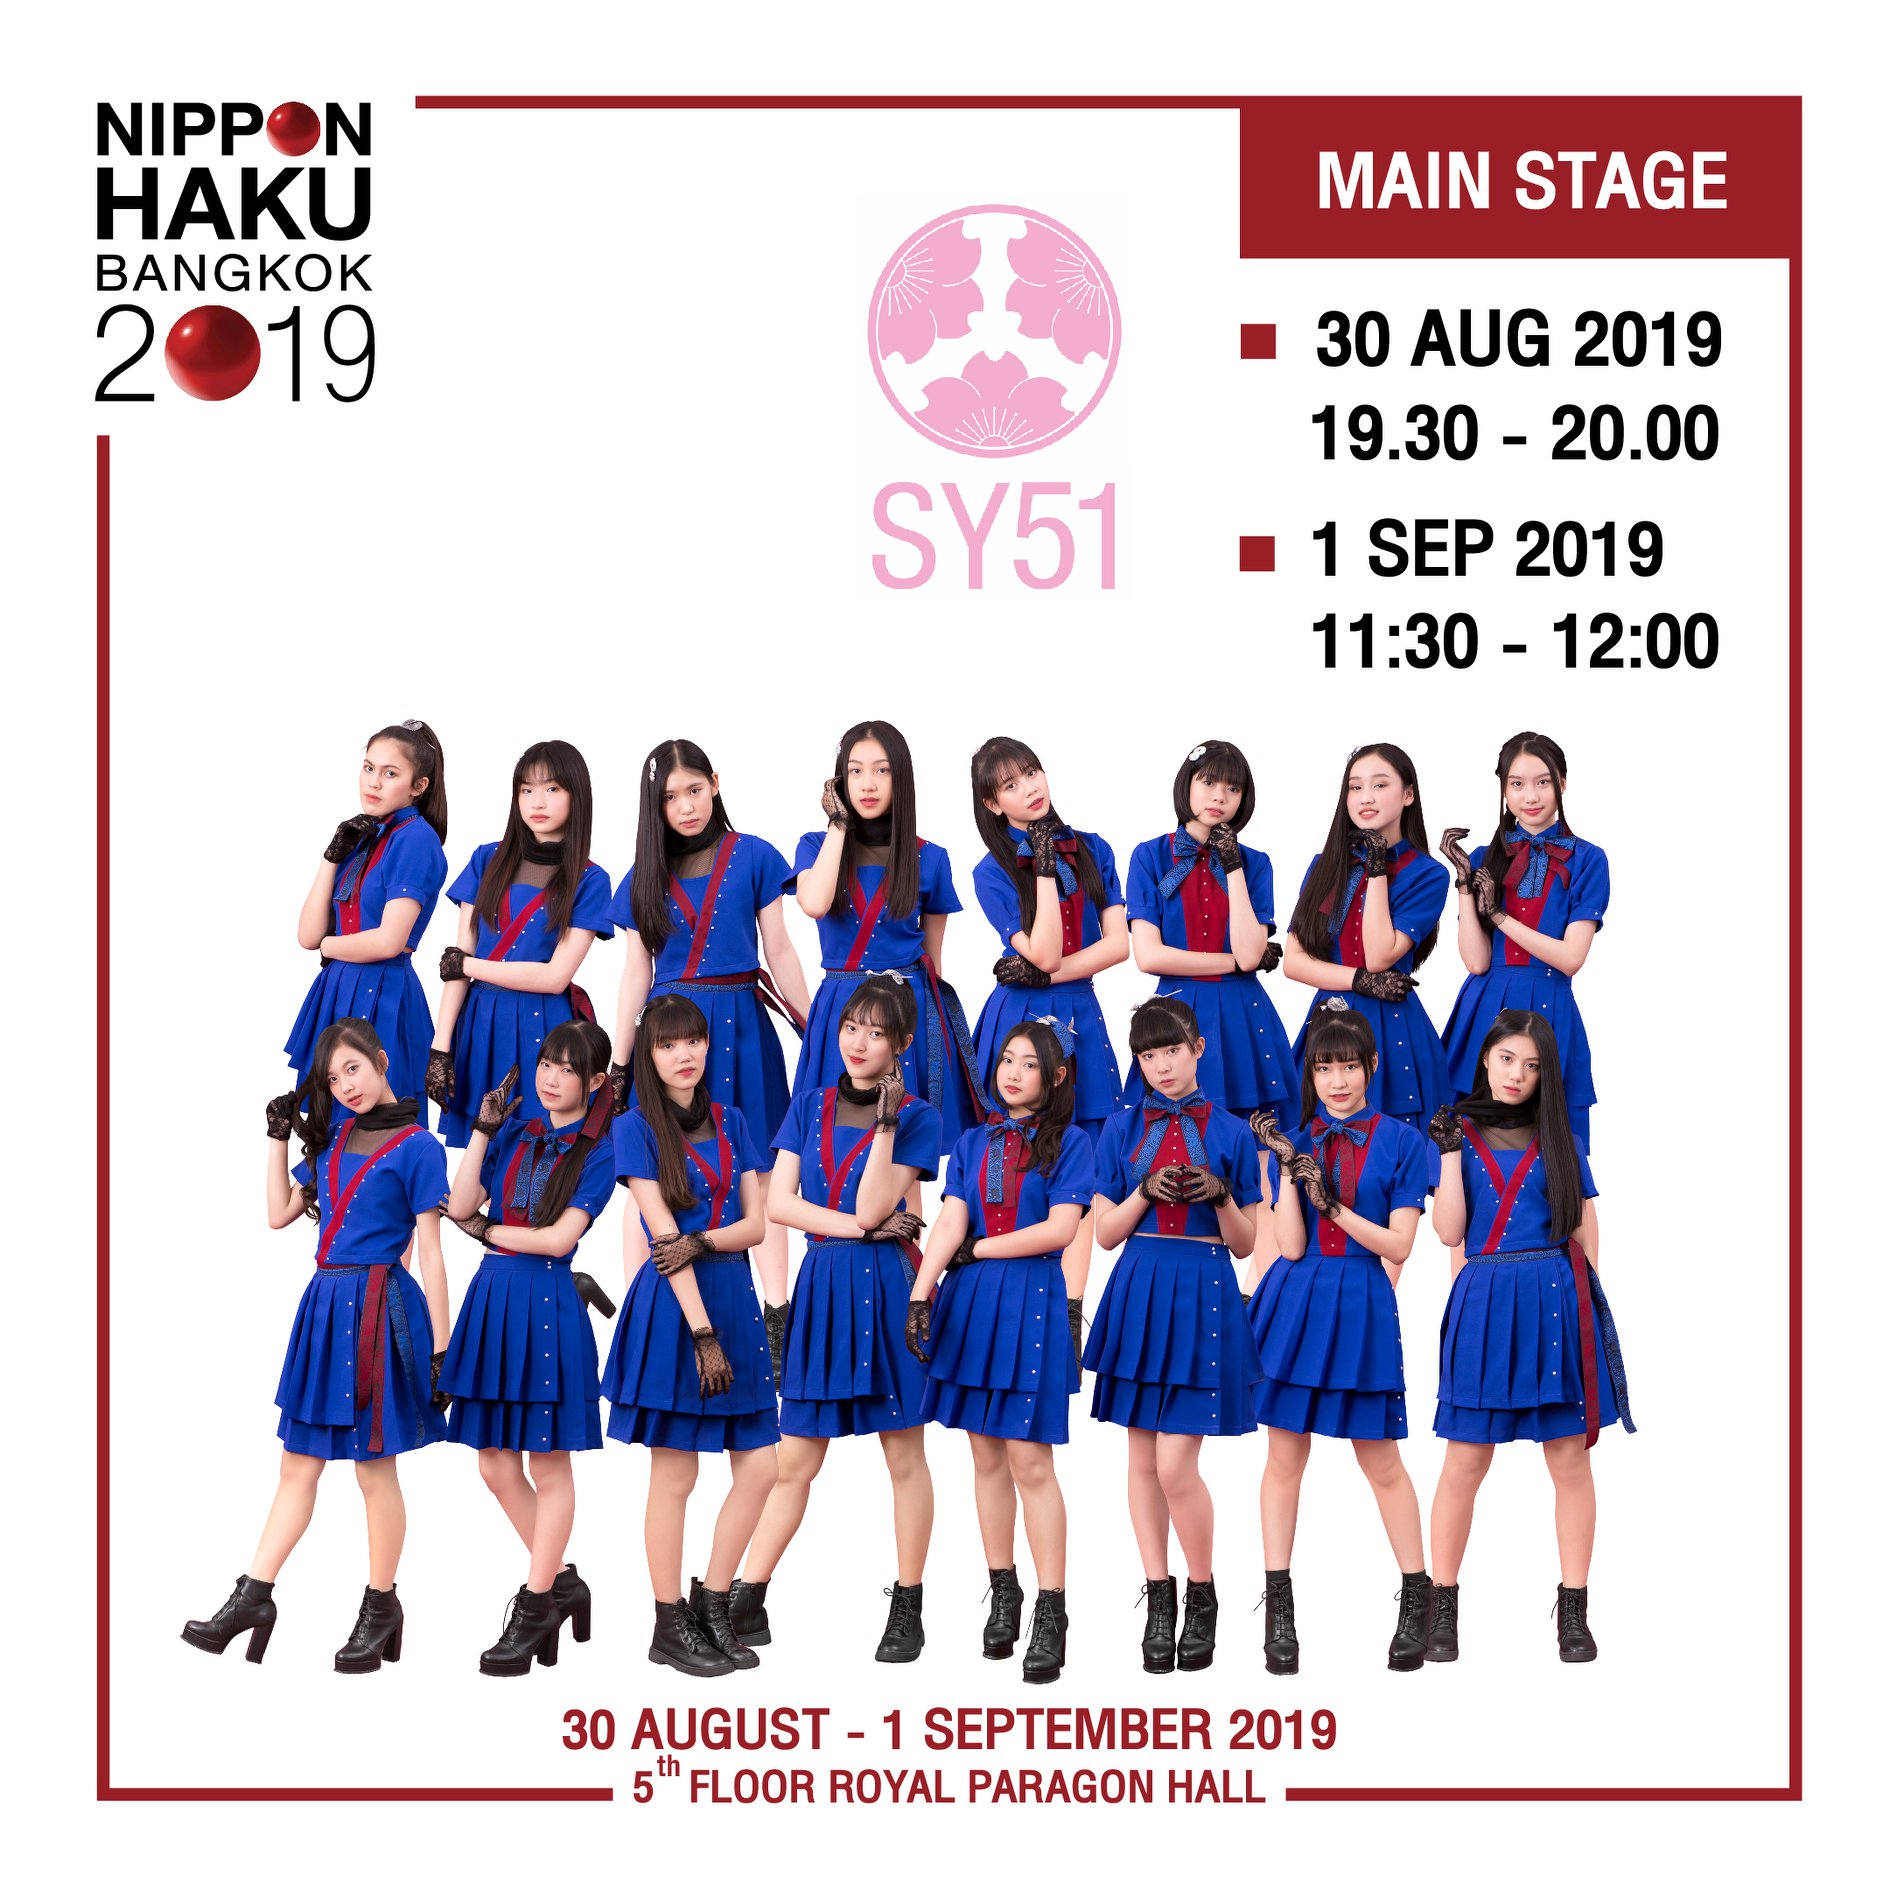 NIPPON
HAKU
BANGKOK
2019
MAIN STAGE
SY51
30 AUG 2019
19.30 - 20.00
1 SEP 2019
11:30 - 12:00
30 AUGUST - 1 SEPTEMBER 2019
5th FLOOR ROYAL PARAGON HALL